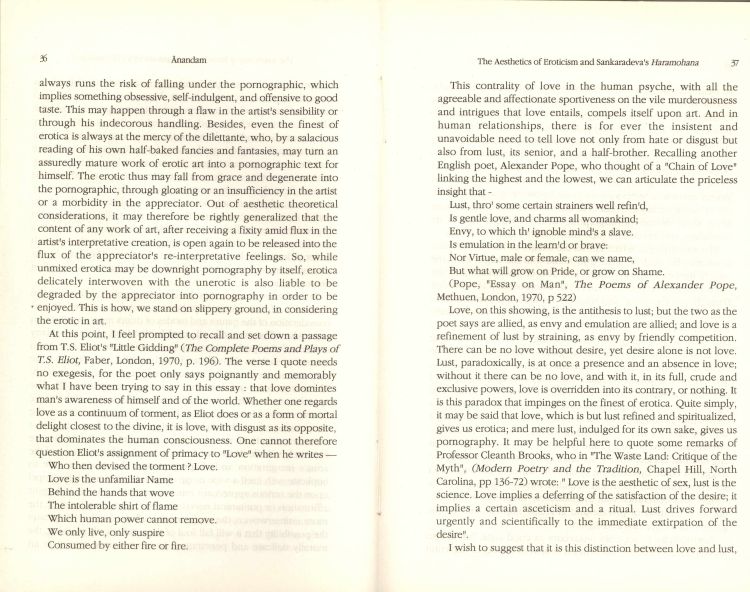 36
Ānandam
always runs the risk of falling under the pornographic, which
implies something obsessive, self-indulgent, and offensive to good
taste. This may happen through a flaw in the artist's sensibility or
through his indecorous handling. Besides, even the finest of
erotica is always at the mercy of the dilettante, who, by a salacious
reading of his own half-baked fancies and fantasies, may turn an
assuredly mature work of erotic art into a pornographic text for
himself. The erotic thus may fall from grace and degenerate into
the pornographic, through gloating or an insufficiency in the artist
or a morbidity in the appreciator. Out of aesthetic theoretical
considerations, it may therefore be rightly generalized that the
content of any work of art, after receiving a fixity amid flux in the
artist's interpretative creation, is open again to be released into the
flux of the appreciator's re-interpretative feelings. So, while
unmixed erotica may be downright pornography by itself, erotica
delicately interwoven with the unerotic is also liable to be
degraded by the appreciator into pornography in order to be
enjoyed. This is how, we stand on slippery ground, in considering
the erotic in art.
At this point, I feel prompted to recall and set down a passage
from T.S. Eliot's "Little Gidding" (The Complete Poems and Plays of
T.S. Eliot, Faber, London, 1970, p. 196). The verse I quote needs
no exegesis, for the poet only says poignantly and memorably
what I have been trying to say in this essay : that love domintes
man's awareness of himself and of the world. Whether one regards
love as a continuum of torment, as Eliot does or as a form of mortal
delight closest to the divine, it is love, with disgust as its opposite,
that dominates the human consciousness. One cannot therefore
question Eliot's assignment of primacy to "Love" when he writes —
Who then devised the torment ? Love.
Love is the unfamiliar Name
Behind the hands that wove
The intolerable shirt of flame
Which human power cannot remove.
We only live, only suspire
Consumed by either fire or fire.
The Aesthetics of Eroticism and Sankaradeva's Haramohana
37
This contrality of love in the human psyche, with all the
agreeable and affectionate sportiveness on the vile murderousness
and intrigues that love entails, compels itself upon art. And in
human relationships, there is for ever the insistent and
unavoidable need to tell love not only from hate or disgust but
also from lust, its senior, and a half-brother. Recalling another
English poet, Alexander Pope, who thought of a "Chain of Love"
linking the highest and the lowest, we can articulate the priceless
insight that -
Lust, thro' some certain strainers well refin'd,
Is gentle love, and charms all womankind;
Envy, to which th' ignoble mind's a slave.
Is emulation in the learn'd or brave:
Nor Virtue, male or female, can we name,
But what will grow on Pride, or grow on Shame.
(Pope, "Essay on Man", The Poems of Alexander Pope,
Methuen, London, 1970, p 522)
Love, on this showing, is the antithesis to lust; but the two as the
poet says are allied, as envy and emulation are allied; and love is a
refinement of lust by straining, as envy by friendly competition.
There can be no love without desire, yet desire alone is not love.
Lust, paradoxically, is at once a presence and an absence in love;
without it there can be no love, and with it, in its full, crude and
exclusive powers, love is overridden into its contrary, or nothing. It
is this paradox that impinges on the finest of erotica. Quite simply,
it may be said that love, which is but lust refined and spiritualized,
gives us erotica; and mere lust, indulged for its own sake, gives us
pornography. It may be helpful here to quote some remarks of
Professor Cleanth Brooks, who in "The Waste Land: Critique of the
Myth", (Modern Poetry and the Tradition, Chapel Hill, North
Carolina, pp 136-72) wrote: " Love is the aesthetic of sex, lust is the
science. Love implies a deferring of the satisfaction of the desire; it
implies a certain asceticism and a ritual. Lust drives forward
urgently and scientifically to the immediate extirpation of the
desire".
I wish to suggest that it is this distinction between love and lust,